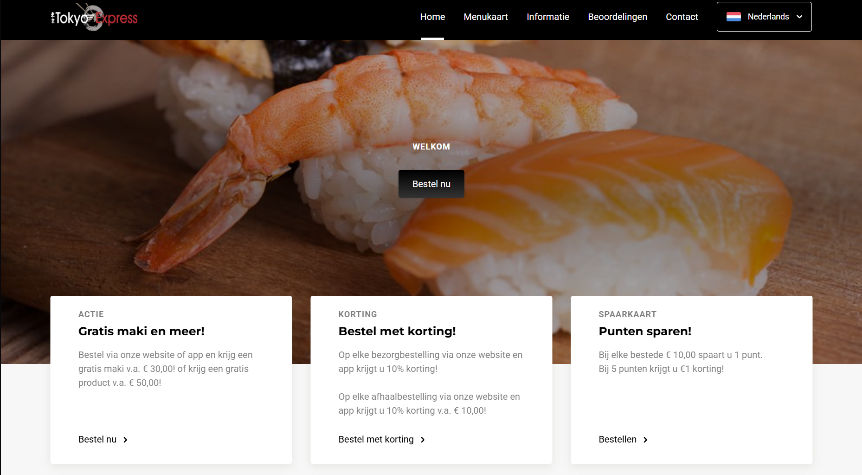 Tokyo Express
Home Menukaart Informatie Beoordelingen Contact Nederlands
WELKOM
Bestel nu
ACTIE
Gratis maki en meer!
Bestel via onze website of app en krijg een
gratis maki v.a. € 30,00! of krijg een gratis
product v.a. € 50,00!
Bestel nu
KORTING
Bestel met korting!
Op elke bezorgbestelling via onze website en
app krijgt u 10% korting!
Op elke afhaalbestelling via onze website en
app krijgt u 10% korting v.a. € 10,00!
Bestel met korting
SPAARKAART
Punten sparen!
Bij elke bestede € 10,00 spaart u 1 punt.
Bij 5 punten krijgt u €1 korting!
Bestellen